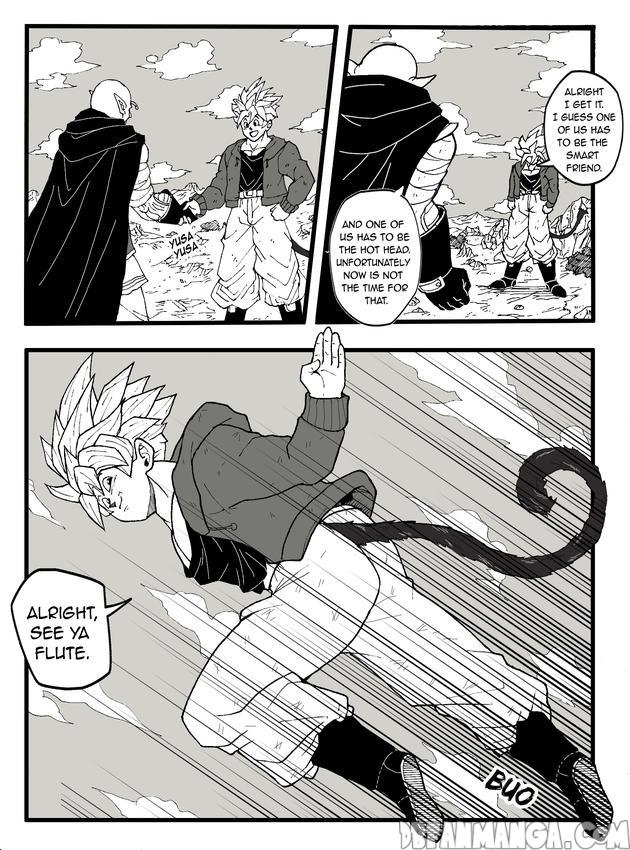 YUSA
YUSA
ALRIGHT
I GET IT.
I GUESS ONE
OF US HAS
TO BE THE
SMART
FRIEND.
AND ONE OF
US HAS TO BE
THE HOT HEAD.
UNFORTUNATELY
NOW IS NOT
THE TIME FOR
THAT.
ALRIGHT,
SEE YA
FLUTE.
BUO
DBFANMANGA.COM